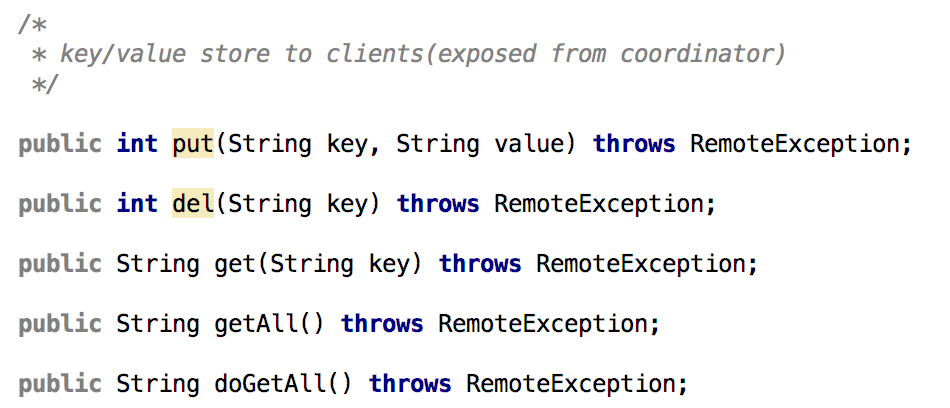 /*
* key/value store to clients(exposed from coordinator)
*/
public int put(String key, String value) throws RemoteException;
public int del(String key) throws RemoteException;
public String get(String key) throws RemoteException;
public String getAll() throws RemoteException;
public String doGetAll() throws RemoteException;